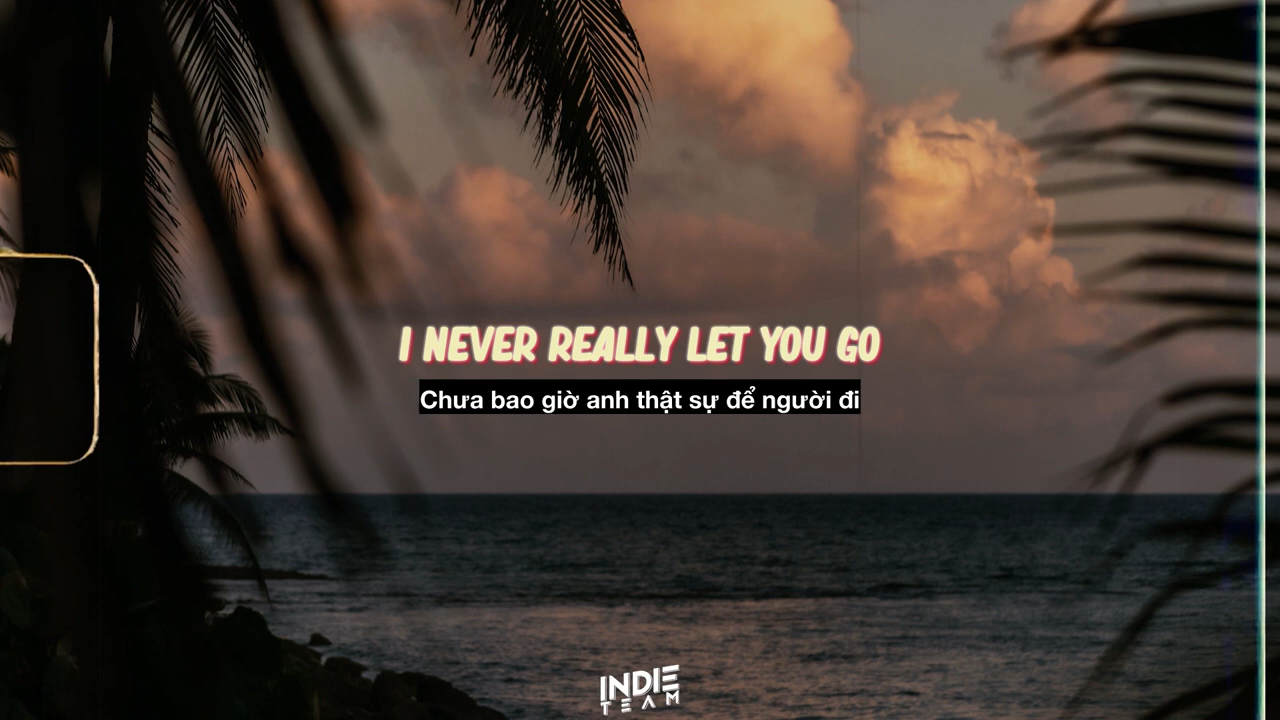 I NEVER REALLY LET YOU GO
Chưa bao giờ anh thật sự để người đi
INDIE
TEAM